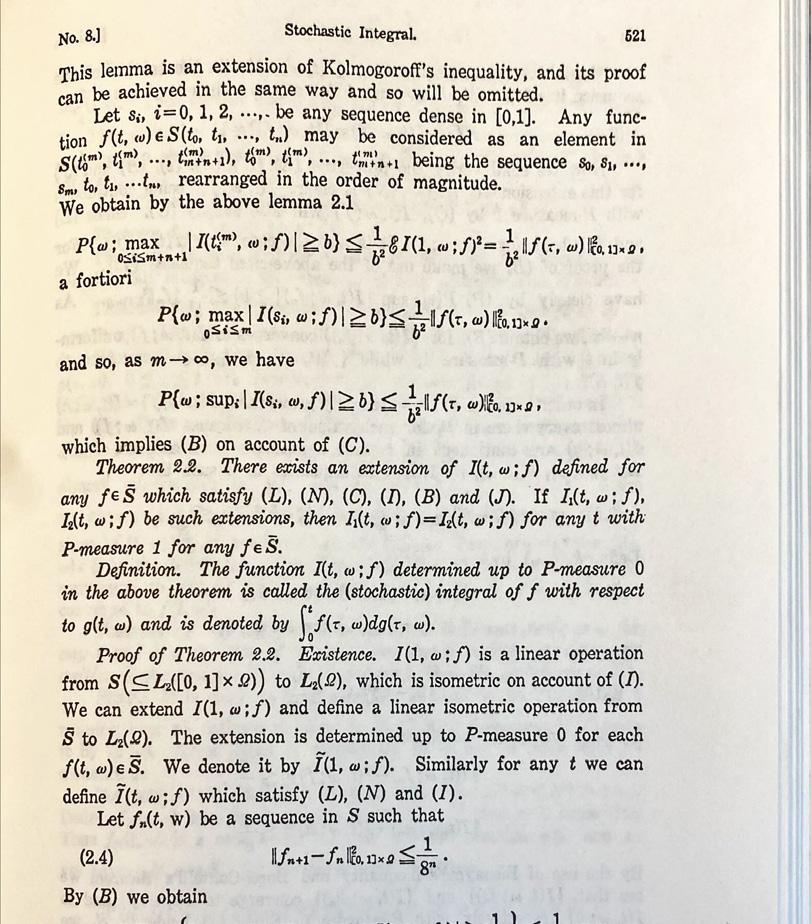 No. 8.] Stochastic Integral. 521
This lemma is an extension of Kolmogoroff's inequality, and its proof
can be achieved in the same way and so will be omitted.
Let sᵢ, i=0, 1, 2, ···,. be any sequence dense in [0,1]. Any func-
tion f(t, ω) ∈ S(t₀, t₁, ···, tₙ) may be considered as an element in
S(t₀⁽ᵐ⁾, t₁⁽ᵐ⁾, ···, t⁽ᵐ⁾ₘ₊ₙ₊₁), t₀⁽ᵐ⁾, t₁⁽ᵐ⁾, ···, t⁽ᵐ⁾ₘ₊ₙ₊₁ being the sequence s₀, s₁, ···,
sₘ, t₀, t₁, ···tₙ, rearranged in the order of magnitude.
We obtain by the above lemma 2.1
P{ω; max_{0≤i≤m+n+1} | I(tᵢ⁽ᵐ⁾, ω; f) | ≧ b} ≦ 1/b² ℰ I(1, ω; f)² = 1/b² ‖f(τ, ω)‖²_{[0, 1]×Ω},
a fortiori
P{ω; max_{0≤i≤m} | I(sᵢ, ω; f) | ≧ b} ≦ 1/b² ‖f(τ, ω)‖²_{[0, 1]×Ω}.
and so, as m → ∞, we have
P{ω; supᵢ | I(sᵢ, ω, f) | ≧ b} ≦ 1/b² ‖f(τ, ω)‖²_{[0, 1]×Ω},
which implies (B) on account of (C).
Theorem 2.2. There exists an extension of I(t, ω; f) defined for
any f∈S̄ which satisfy (L), (N), (C), (I), (B) and (J). If I₁(t, ω; f),
I₂(t, ω; f) be such extensions, then I₁(t, ω; f)=I₂(t, ω; f) for any t with
P-measure 1 for any f∈S̄.
Definition. The function I(t, ω; f) determined up to P-measure 0
in the above theorem is called the (stochastic) integral of f with respect
to g(t, ω) and is denoted by ∫₀ᵗ f(τ, ω)dg(τ, ω).
Proof of Theorem 2.2. Existence. I(1, ω; f) is a linear operation
from S(≦L₂([0, 1]×Ω)) to L₂(Ω), which is isometric on account of (I).
We can extend I(1, ω; f) and define a linear isometric operation from
S̄ to L₂(Ω). The extension is determined up to P-measure 0 for each
f(t, ω)∈S̄. We denote it by Ĩ(1, ω; f). Similarly for any t we can
define Ĩ(t, ω; f) which satisfy (L), (N) and (I).
Let fₙ(t, w) be a sequence in S such that
(2.4) ‖fₙ₊₁−fₙ‖²_{[0, 1]×Ω} ≦ 1/8ⁿ.
By (B) we obtain